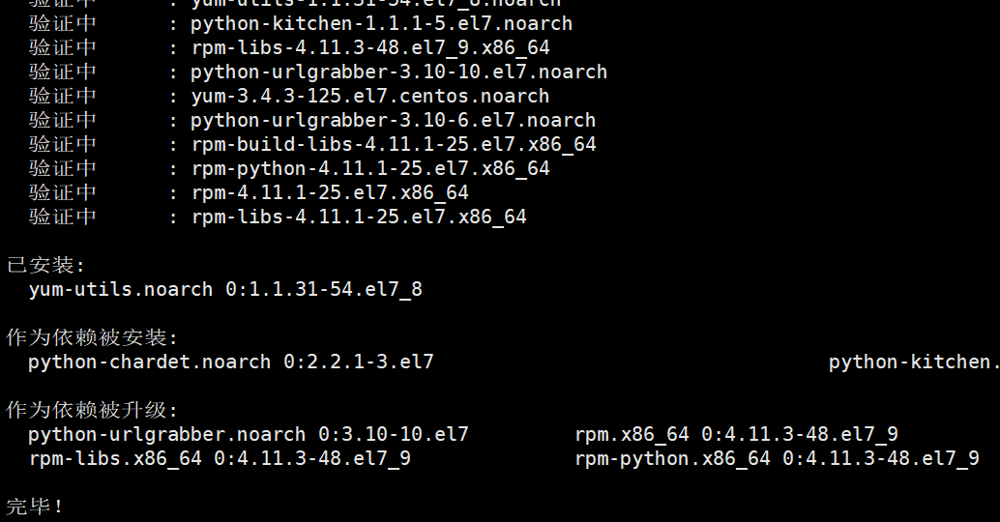 验证中      : yum-utils-1.1.31-54.el7_8.noarch
验证中      : python-kitchen-1.1.1-5.el7.noarch
验证中      : rpm-libs-4.11.3-48.el7_9.x86_64
验证中      : python-urlgrabber-3.10-10.el7.noarch
验证中      : yum-3.4.3-125.el7.centos.noarch
验证中      : python-urlgrabber-3.10-6.el7.noarch
验证中      : rpm-build-libs-4.11.1-25.el7.x86_64
验证中      : rpm-python-4.11.1-25.el7.x86_64
验证中      : rpm-4.11.1-25.el7.x86_64
验证中      : rpm-libs-4.11.1-25.el7.x86_64
已安装:
yum-utils.noarch 0:1.1.31-54.el7_8
作为依赖被安装:
python-chardet.noarch 0:2.2.1-3.el7      python-kitchen.
作为依赖被升级:
python-urlgrabber.noarch 0:3.10-10.el7      rpm.x86_64 0:4.11.3-48.el7_9
rpm-libs.x86_64 0:4.11.3-48.el7_9      rpm-python.x86_64 0:4.11.3-48.el7_9
完毕！